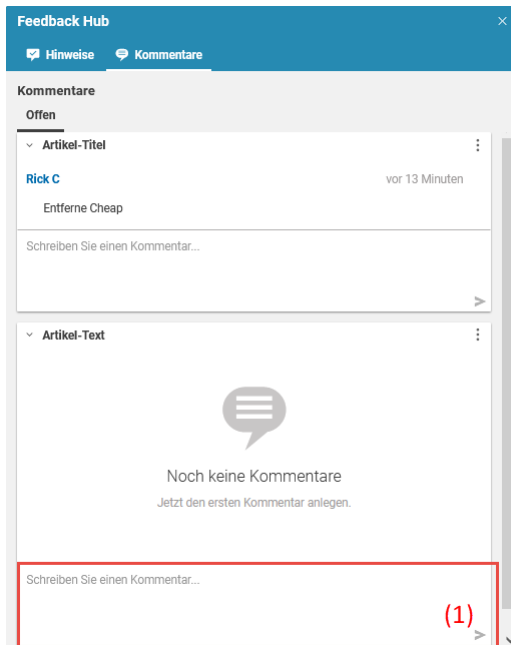 Feedback Hub
Hinweise Kommentare
Kommentare
Offen
Artikel-Titel
Rick C vor 13 Minuten
Entferne Cheap
Schreiben Sie einen Kommentar...
Artikel-Text
Noch keine Kommentare
Jetzt den ersten Kommentar anlegen.
Schreiben Sie einen Kommentar...
(1)